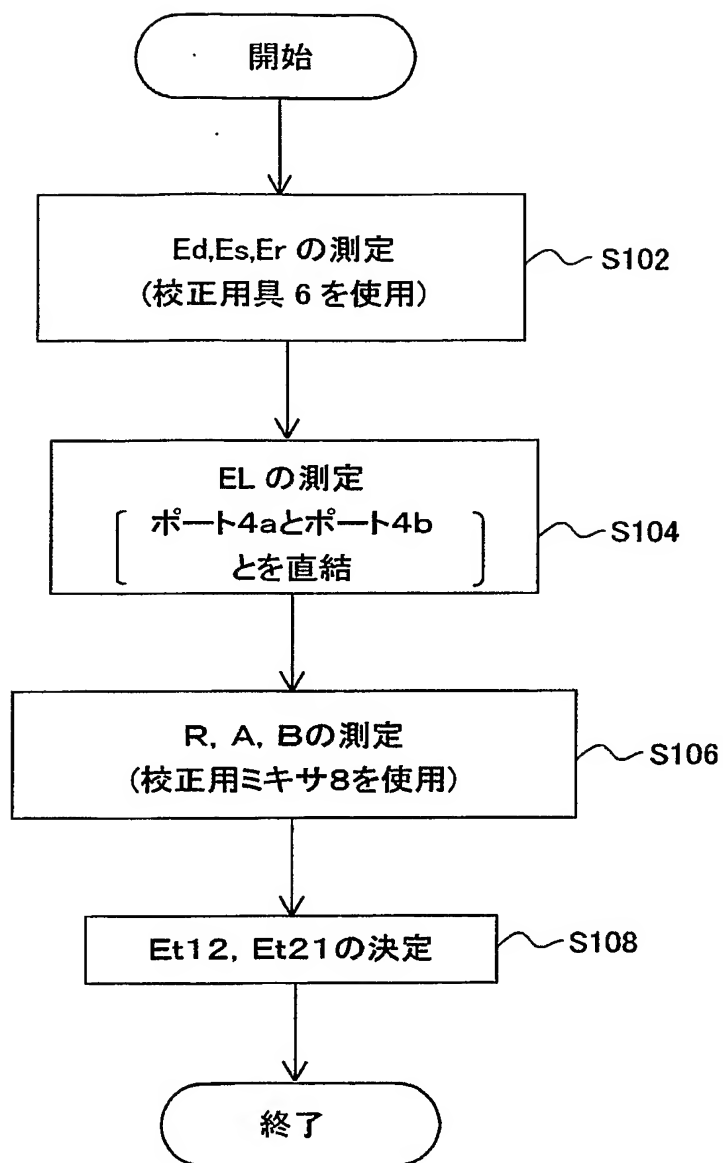 開始
Ed,Es,Er の測定
(校正用具 6 を使用)
S102
EL の測定
ポート4aとポート4b
とを直結
S104
R, A, Bの測定
(校正用ミキサ8を使用)
S106
Et12, Et21の決定
S108
終了